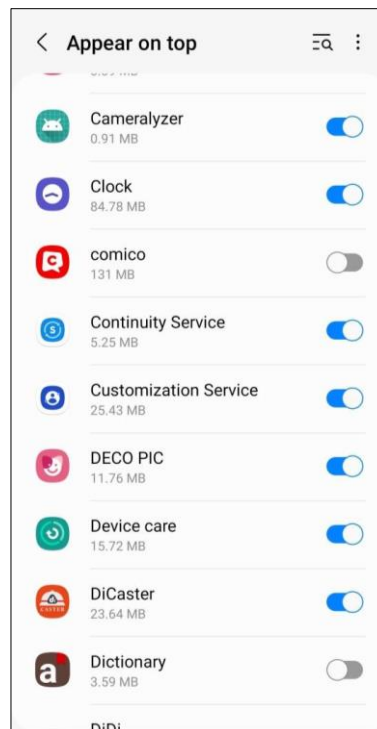 Appear on top
Cameralyzer
0.91 MB
Clock
84.78 MB
comico
131 MB
Continuity Service
5.25 MB
Customization Service
25.43 MB
DECO PIC
11.76 MB
Device care
15.72 MB
DiCaster
23.64 MB
CASTER
Dictionary
3.59 MB
a
DiDi